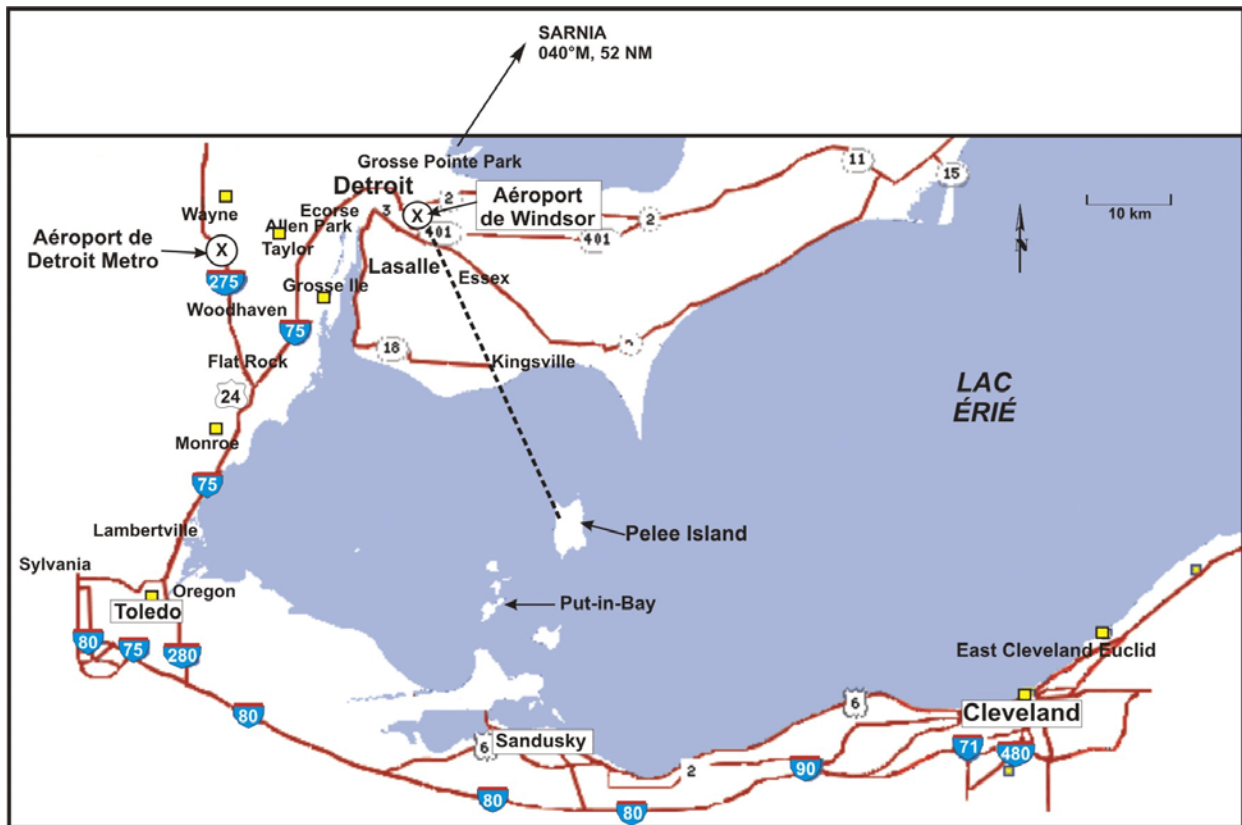 SARNIA
040°M, 52 NM
Grosse Pointe Park
11
15
Detroit
2
Aéroport
de Windsor
Wayne
Ecorse
3
X
2
10 km
Allen Park
Aéroport de
Detroit Metro
X
Taylor
401
401
N
Lasalle
Essex
275
Grosse Ile
Woodhaven
75
18
Kingsville
Flat Rock
LAC
ÉRIÉ
24
Monroe
75
Lambertville
Pelee Island
Sylvania
Oregon
Put-in-Bay
Toledo
80
75
280
East Cleveland Euclid
80
6
Cleveland
6
Sandusky
71
480
2
90
80
80